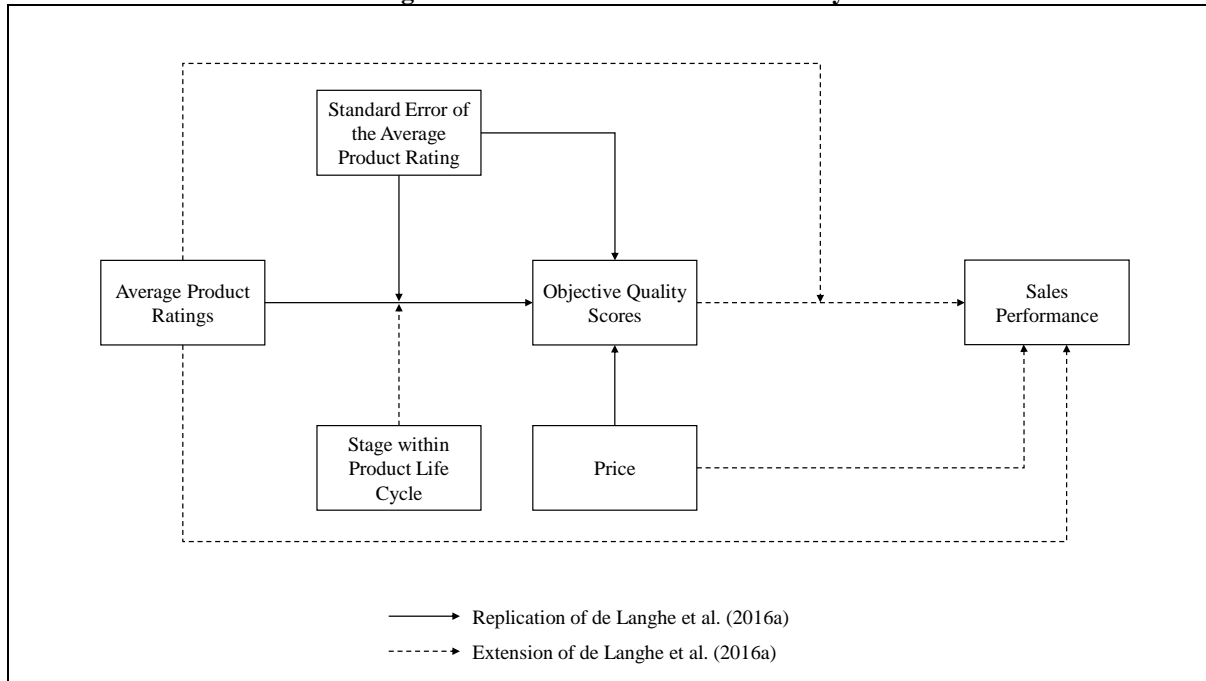 Standard Error of
the Average
Product Rating
Average Product
Ratings
Objective Quality
Scores
Sales
Performance
Stage within
Product Life
Cycle
Price
Replication of de Langhe et al. (2016a)
Extension of de Langhe et al. (2016a)